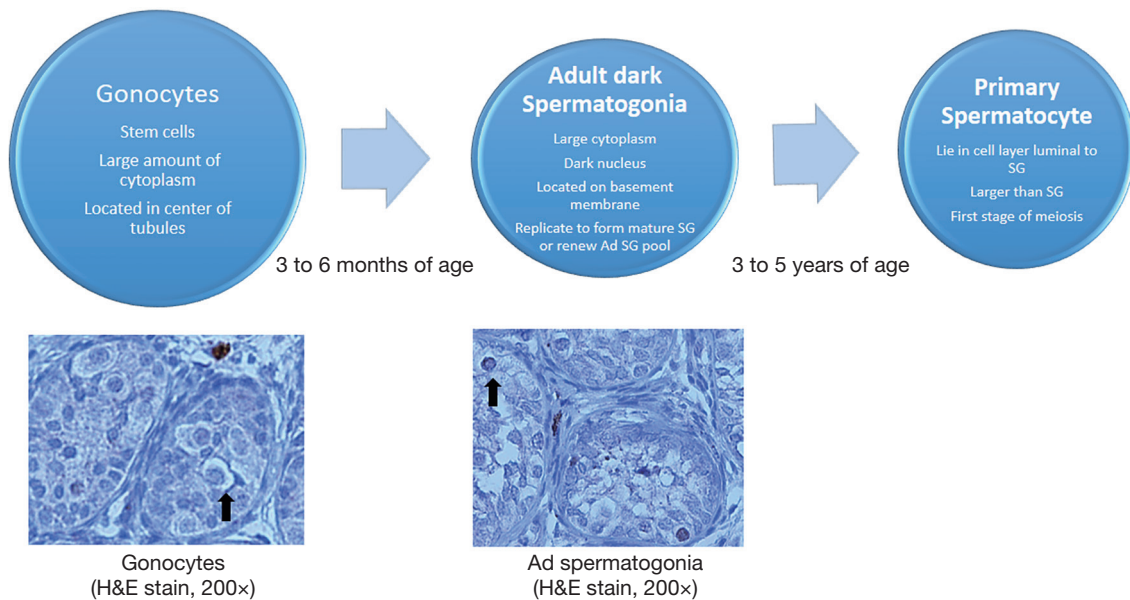 Gonocytes
Stem cells
Large amount of
cytoplasm
Located in center of
tubules
3 to 6 months of age
Adult dark
Spermatogonia
Large cytoplasm
Dark nucleus
Located on basement
membrane
Replicate to form mature SG
or renew Ad SG pool
3 to 5 years of age
Primary
Spermatocyte
Lie in cell layer luminal to
SG
Larger than SG
First stage of meiosis
Gonocytes
(H&E stain, 200×)
Ad spermatogonia
(H&E stain, 200×)